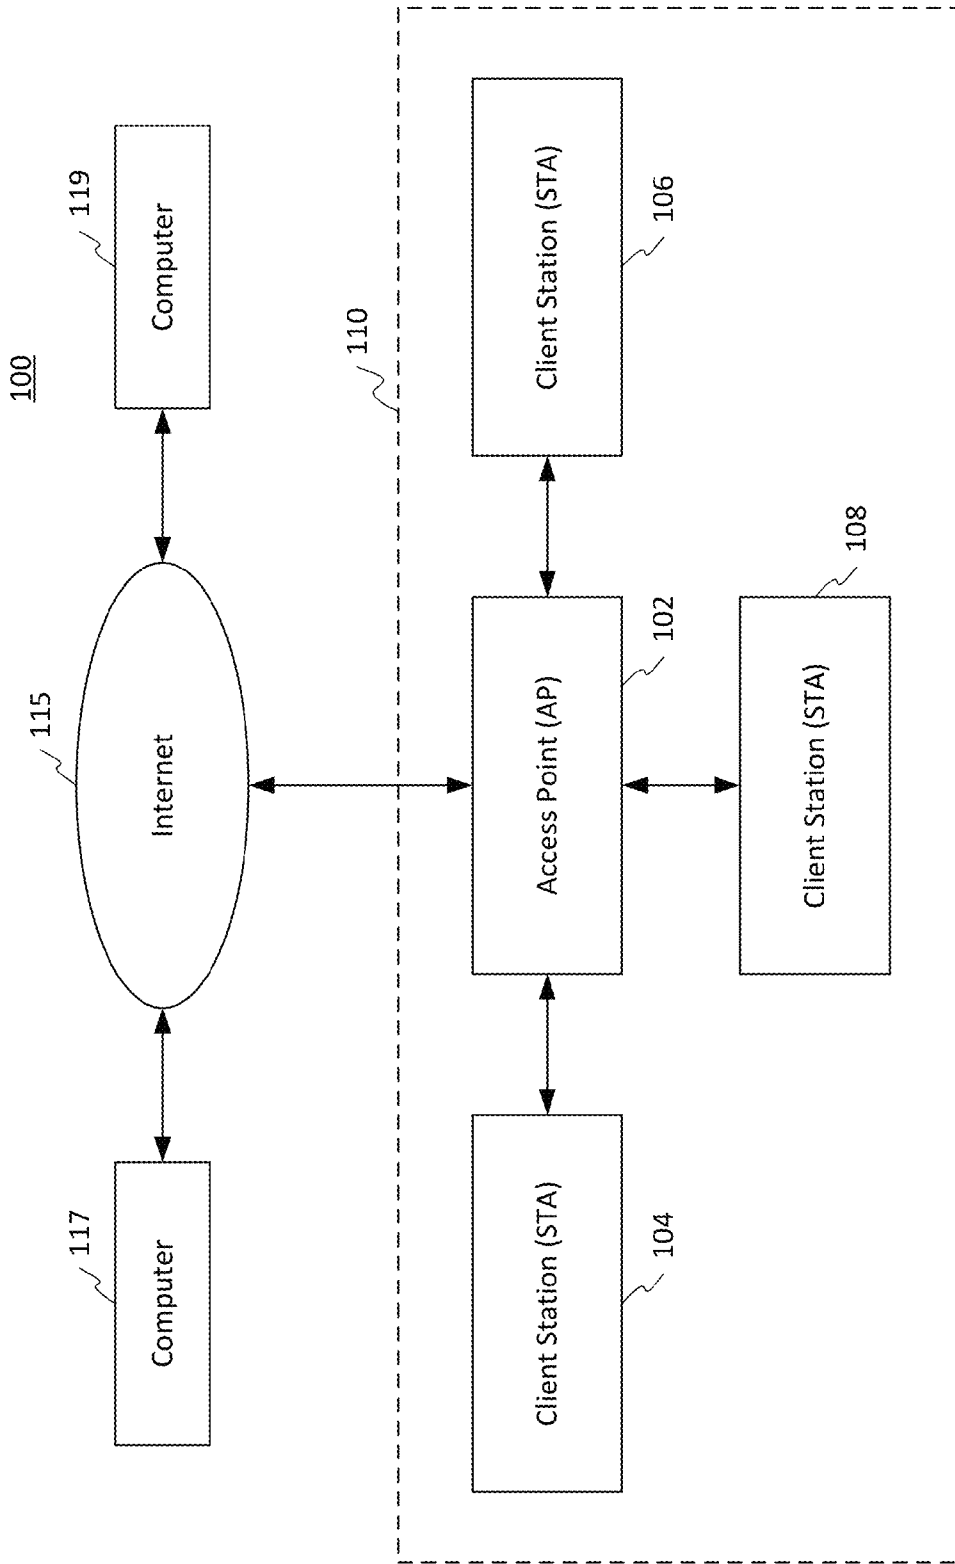 100
115
117
119
Computer
Internet
Computer
110
Client Station (STA)
Access Point (AP)
Client Station (STA)
104
102
106
Client Station (STA)
108